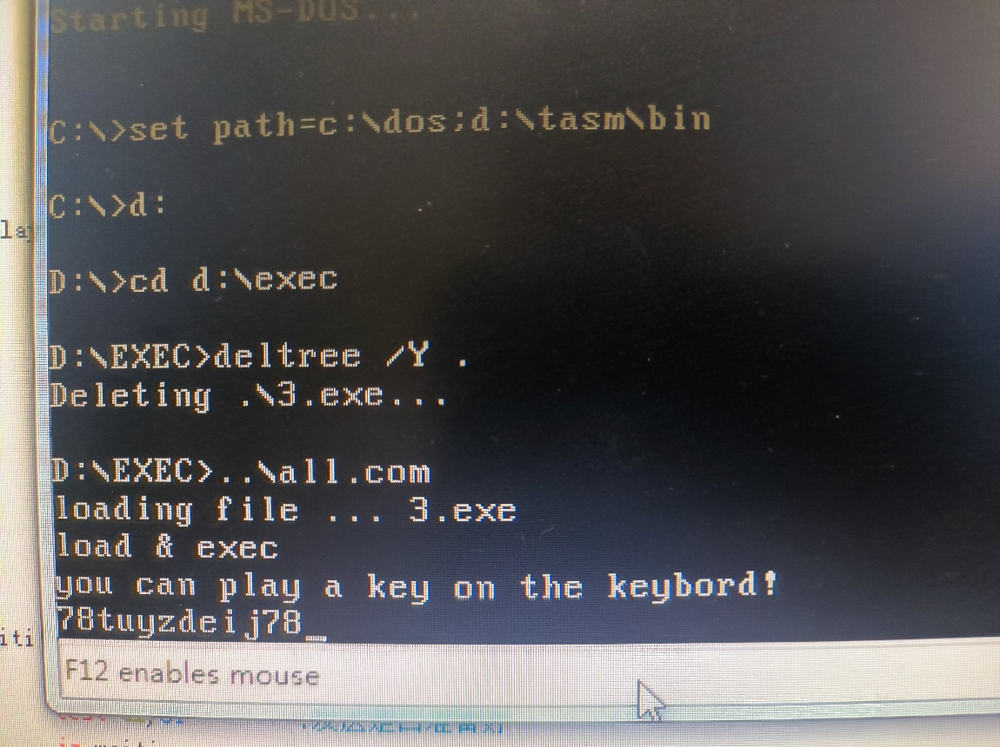 Starting MS-DOS...
C:\>set path=c:\dos;d:\tasm\bin
C:\>d:
D:\>cd d:\exec
D:\EXEC>deltree /Y .
Deleting .\3.exe...
D:\EXEC>..\all.com
loading file ... 3.exe
load & exec
you can play a key on the keybord!
78tuyzdeij78_
F12 enables mouse